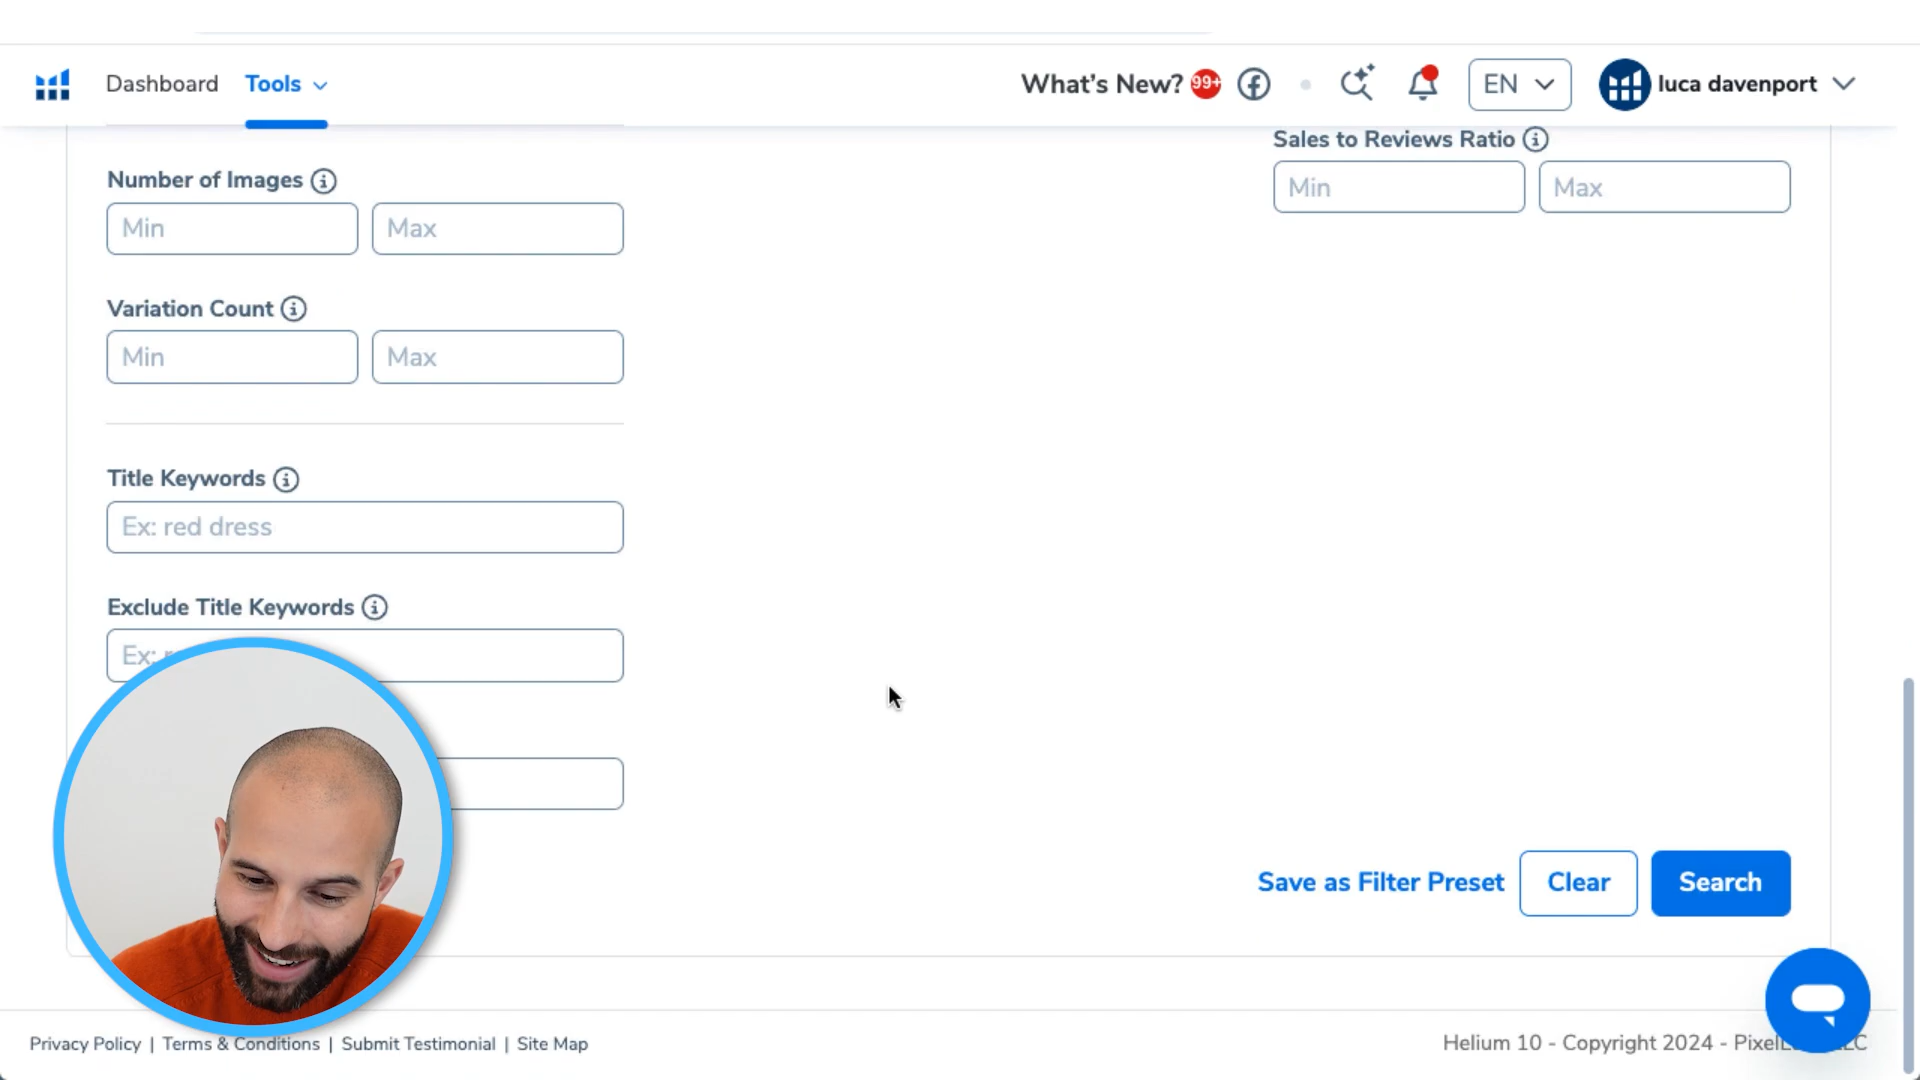 Dashboard
Tools
What's New?
99+
EN
luca davenport
Sales to Reviews Ratio
Min
Max
Number of Images
Min
Max
Variation Count
Min
Max
Title Keywords
Ex: red dress
Exclude Title Keywords
Ex:
Save as Filter Preset
Clear
Search
Privacy Policy | Terms & Conditions | Submit Testimonial | Site Map
Helium 10 - Copyright 2024 -